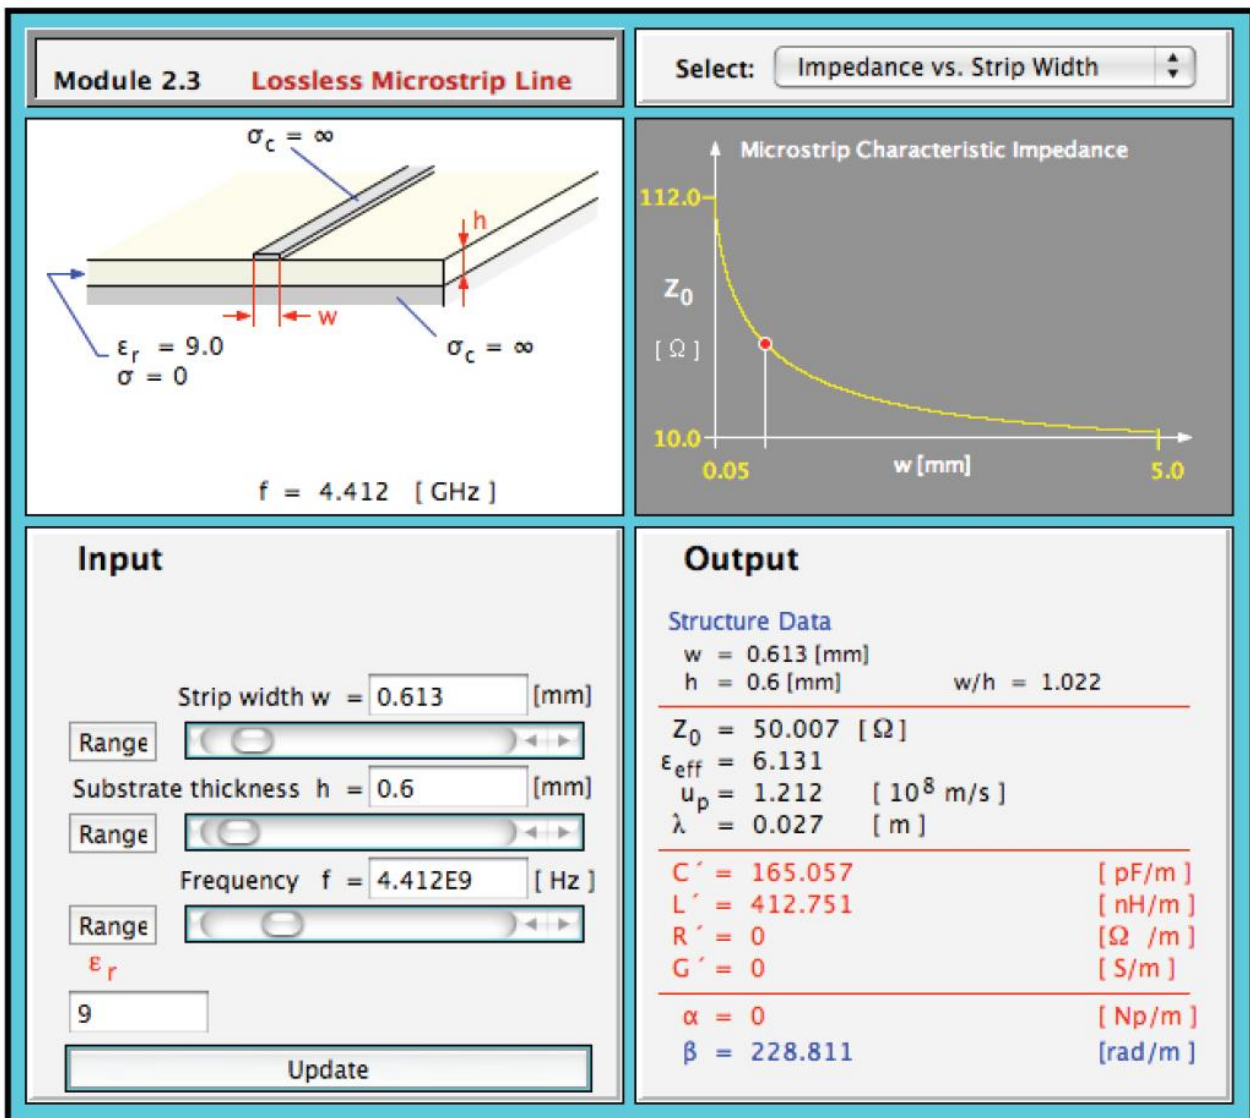 Module 2.3 Lossless Microstrip Line
Select: Impedance vs. Strip Width
σc = ∞
h
w
εr = 9.0
σ = 0
σc = ∞
f = 4.412 [ GHz ]
Microstrip Characteristic Impedance
112.0
Z0
[ Ω ]
10.0
0.05
w [mm]
5.0
Input
Strip width w = 0.613 [mm]
Range
Substrate thickness h = 0.6 [mm]
Range
Frequency f = 4.412E9 [ Hz ]
Range
εr
9
Update
Output
Structure Data
w = 0.613 [mm]
h = 0.6 [mm] w/h = 1.022
Z0 = 50.007 [ Ω ]
εeff = 6.131
up = 1.212 [ 10⁸ m/s ]
λ = 0.027 [ m ]
C´ = 165.057 [ pF/m ]
L´ = 412.751 [ nH/m ]
R´ = 0 [Ω /m ]
G´ = 0 [ S/m ]
α = 0 [ Np/m ]
β = 228.811 [rad/m ]